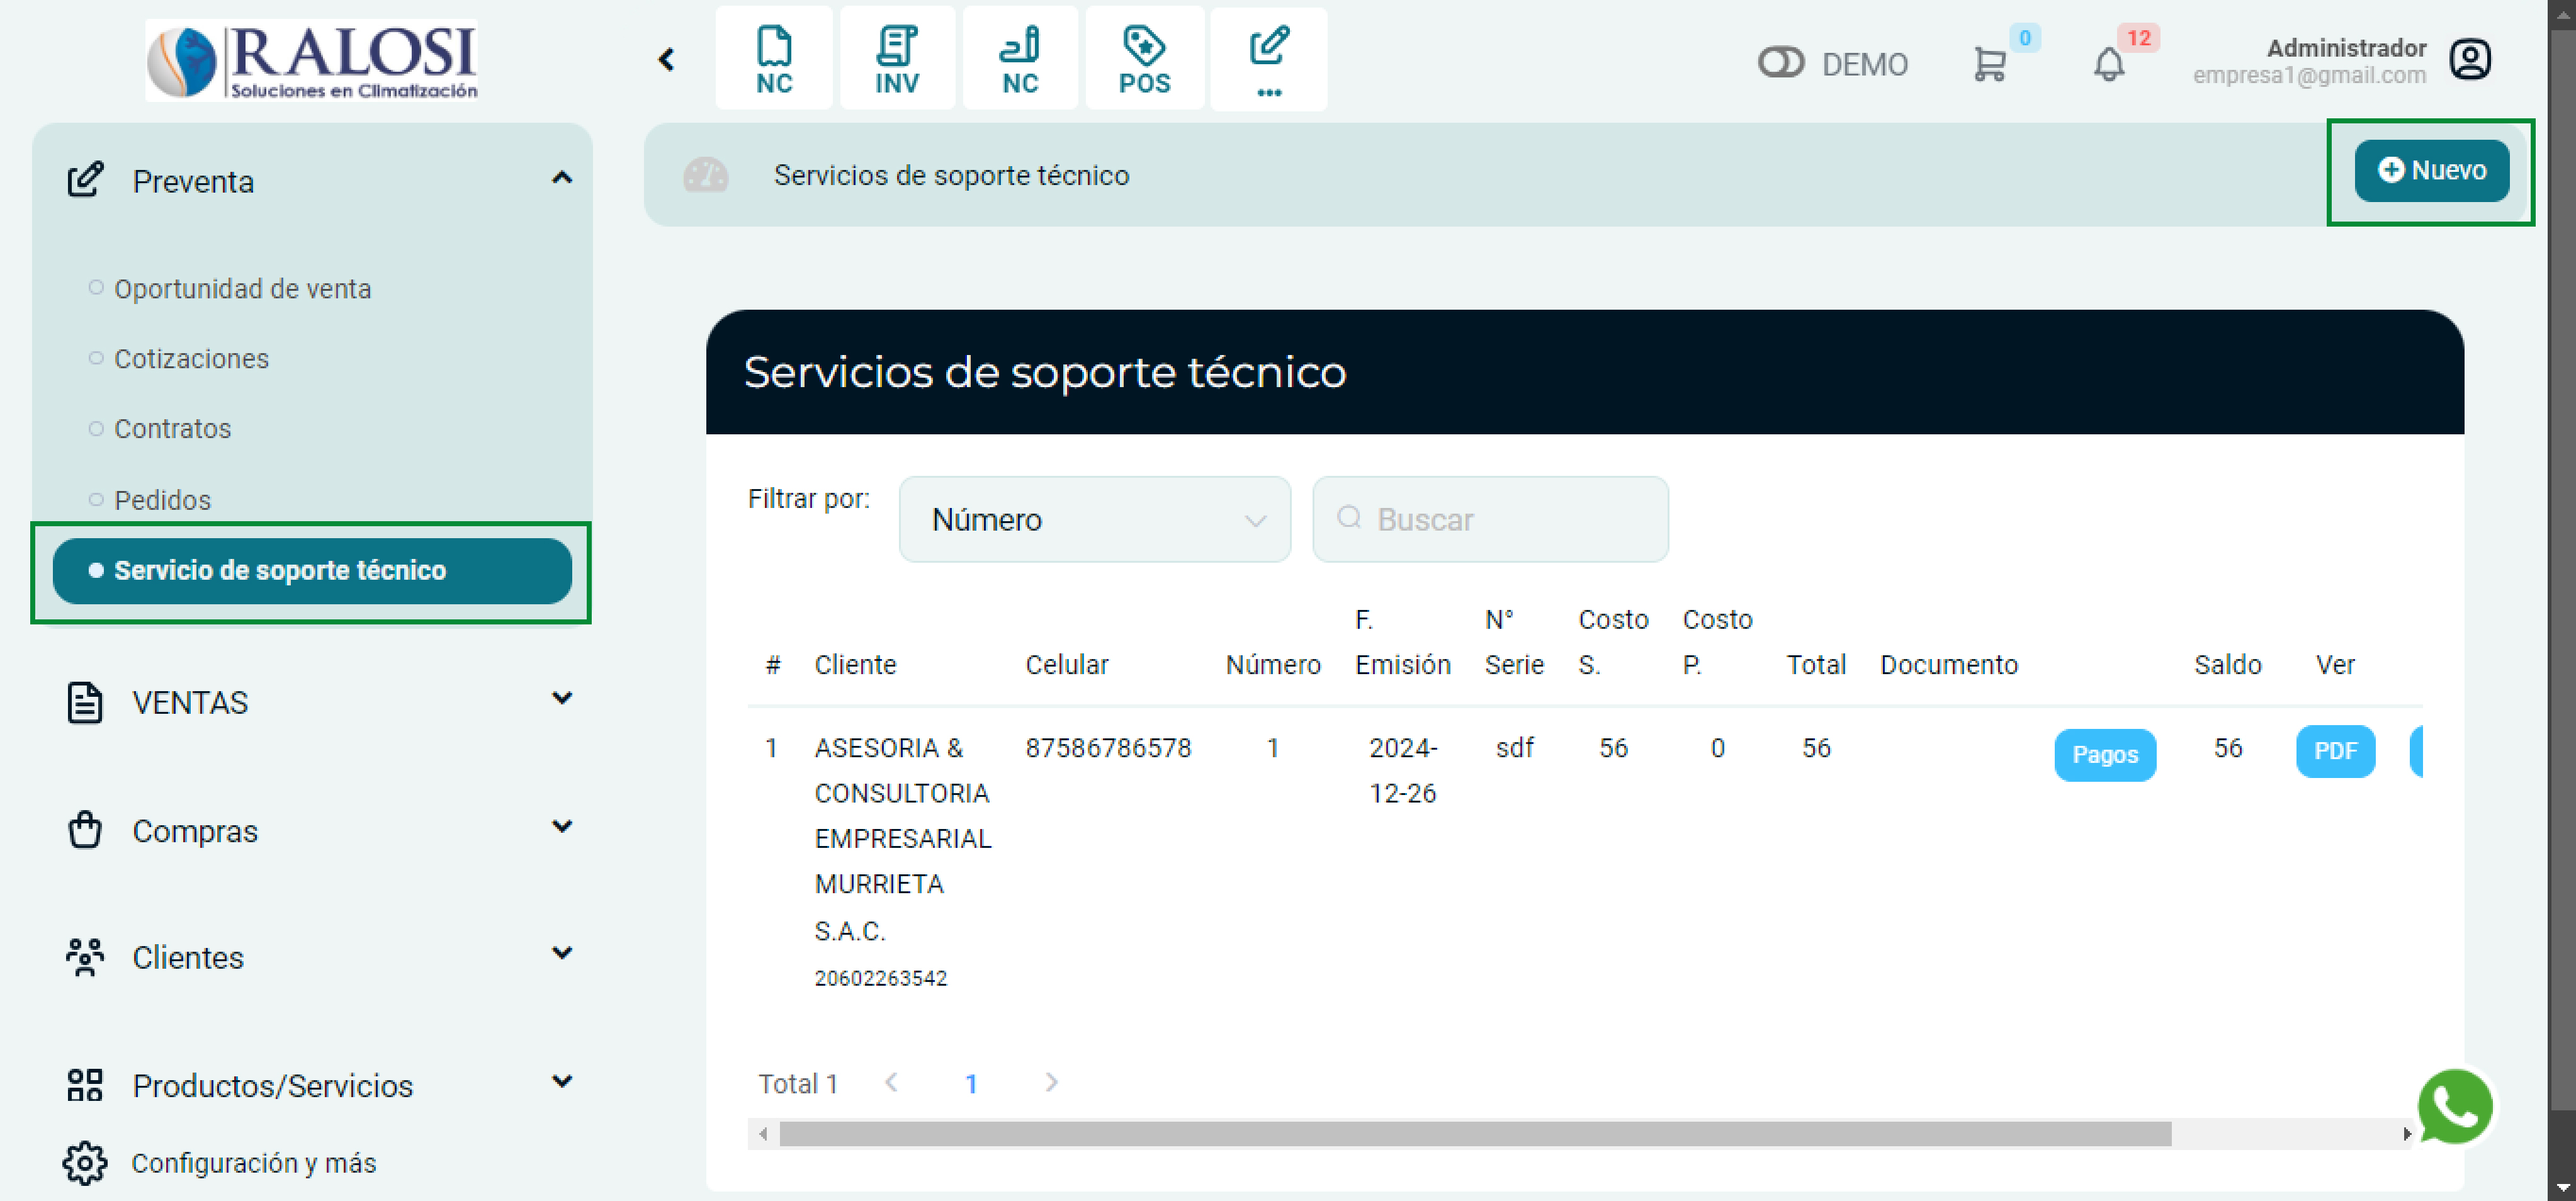 RALOSI
Soluciones en Climatización
NC
INV
NC
POS
...
DEMO
0
12
Administrador
empresa1@gmail.com
Preventa
Oportunidad de venta
Cotizaciones
Contratos
Pedidos
Servicio de soporte técnico
VENTAS
Compras
Clientes
Productos/Servicios
Configuración y más
Servicios de soporte técnico
Nuevo
Servicios de soporte técnico
Filtrar por:
Número
Buscar
# Cliente Celular Número F. Emisión N° Serie Costo S. Costo P. Total Documento Saldo Ver
1 ASESORIA & 87586786578 1 2024- sdf 56 0 56 Pagos 56 PDF
CONSULTORIA 12-26
EMPRESARIAL
MURRIETA
S.A.C.
20602263542
Total 1 1